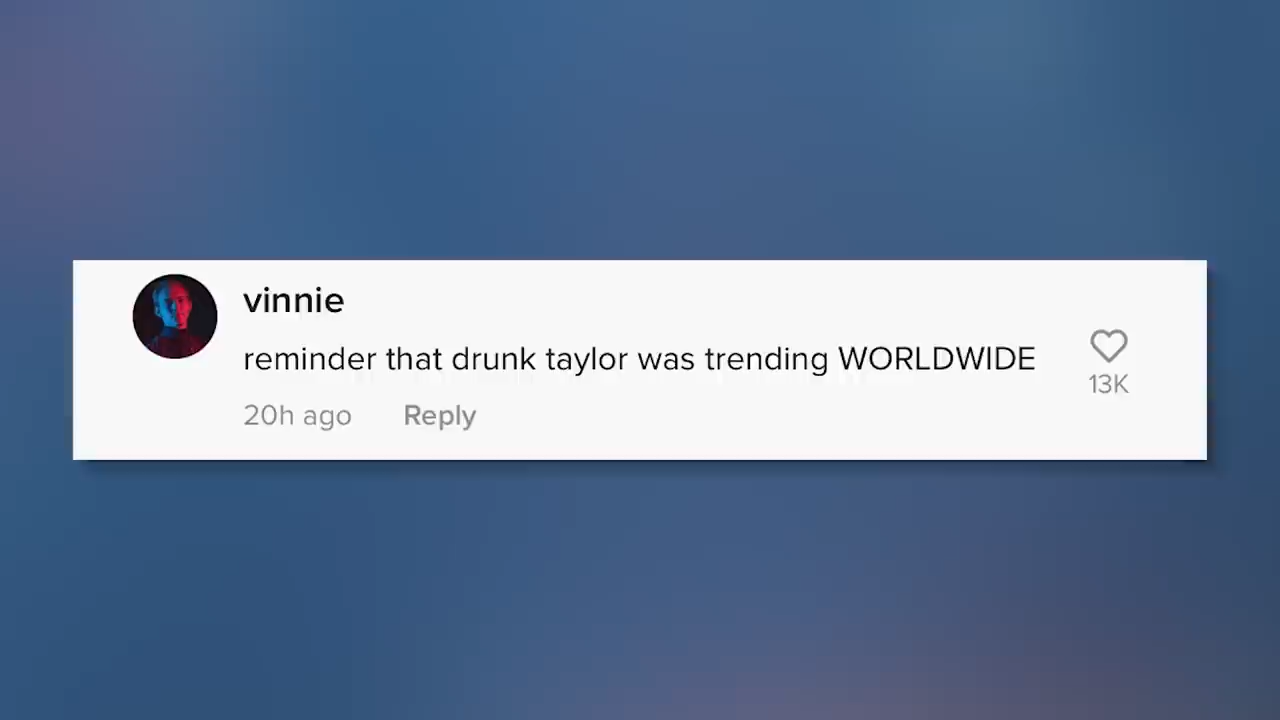 vinnie
reminder that drunk taylor was trending WORLDWIDE
13K
20h ago Reply